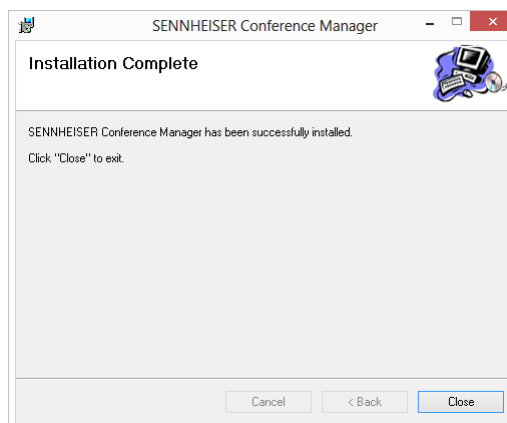 SENNHEISER Conference Manager
Installation Complete
SENNHEISER Conference Manager has been successfully installed.
Click "Close" to exit.
Cancel
< Back
Close